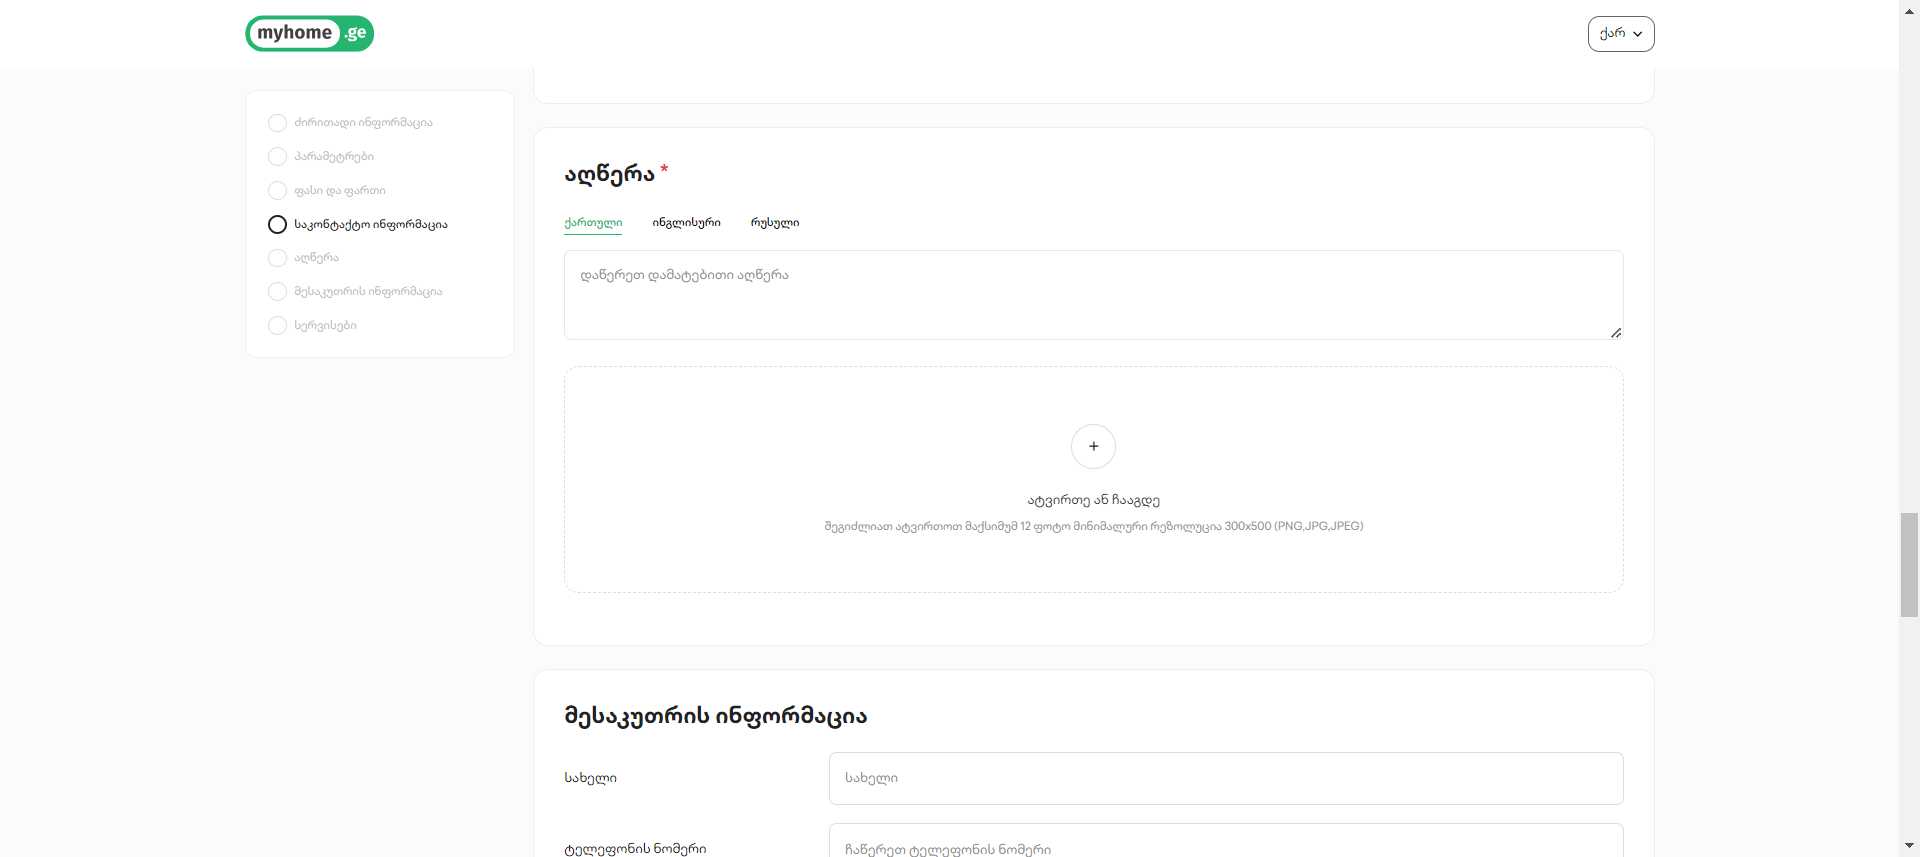 myhome.ge
ქარ
ძირითადი ინფორმაცია
პარამეტრები
ფასი და ფართი
საკონტაქტო ინფორმაცია
აღწერა
მესაკუთრის ინფორმაცია
სერვისები
აღწერა *
ქართული ინგლისური რუსული
დაწერეთ დამატებითი აღწერა
+
ატვირთე ან ჩააგდე
შეგიძლიათ ატვირთოთ მაქსიმუმ 12 ფოტო მინიმალური რეზოლუცია 300x500 (PNG,JPG,JPEG)
მესაკუთრის ინფორმაცია
სახელი
სახელი
ტელეფონის ნომერი
ჩაწერეთ ტელეფონის ნომერი